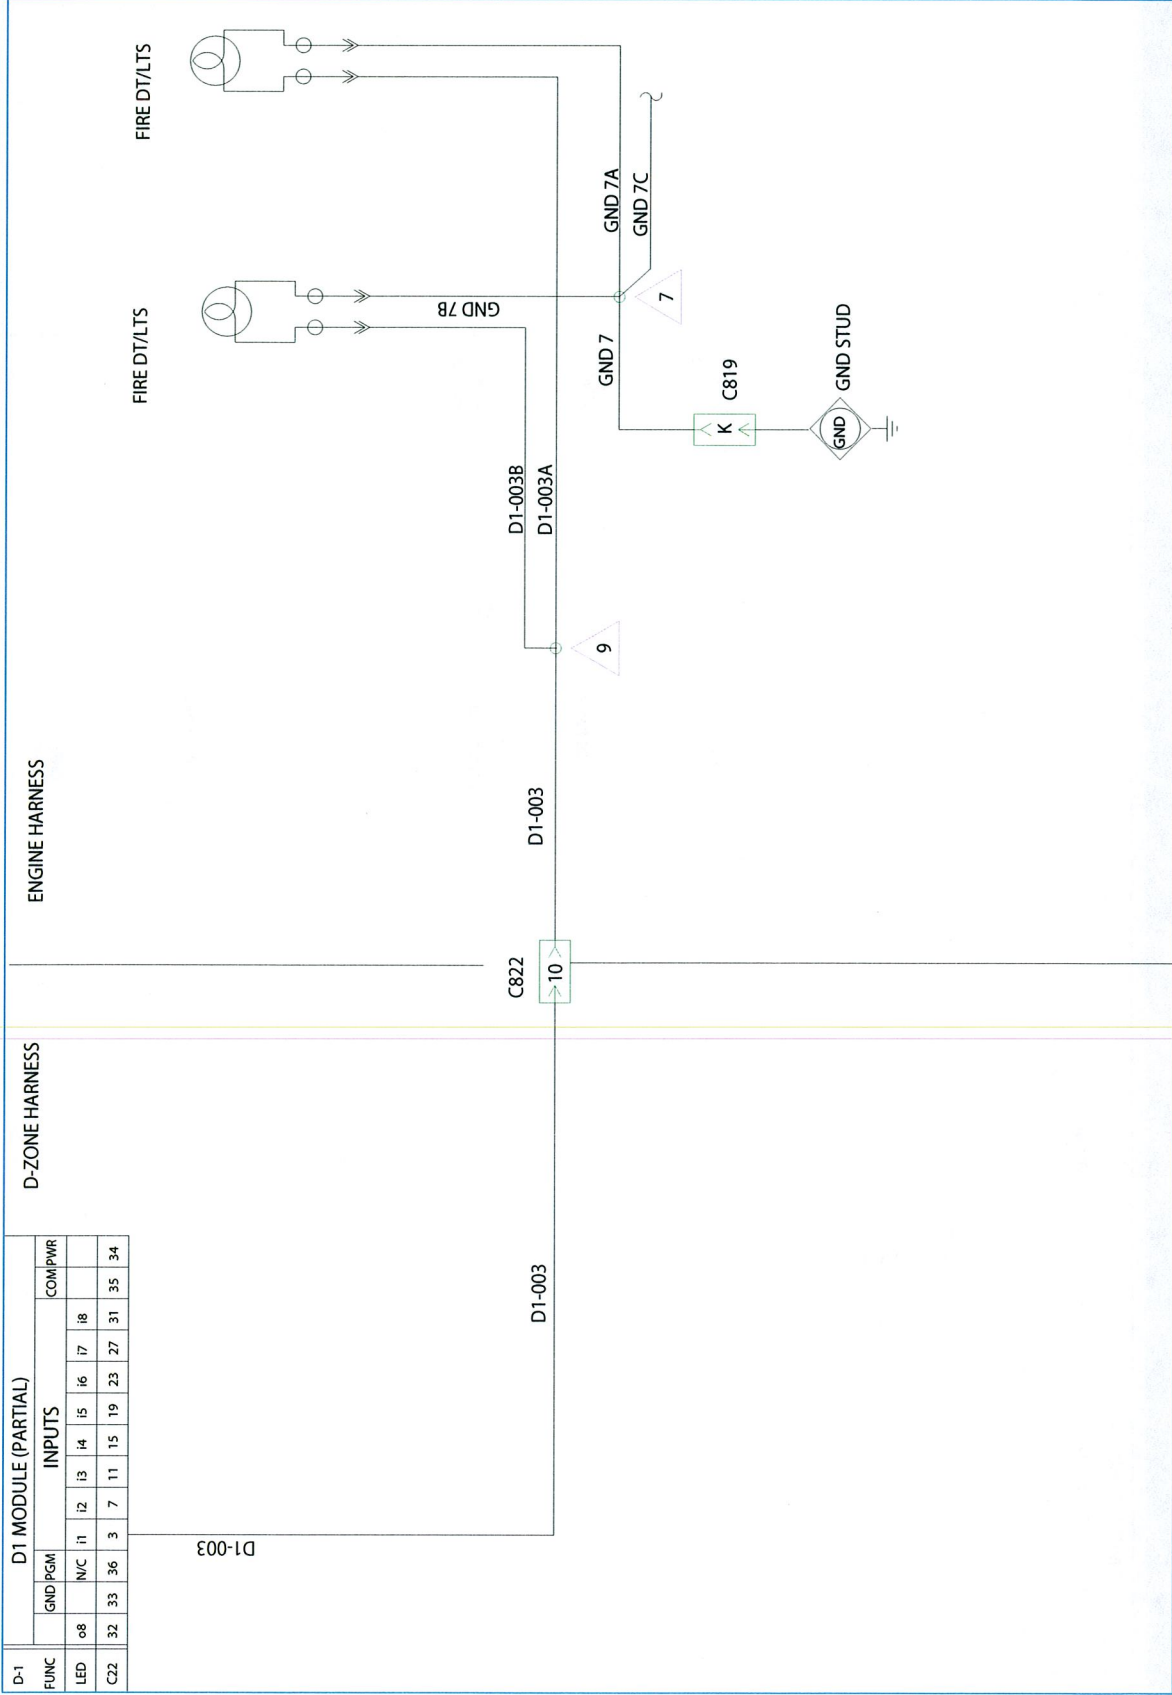 D-1
D1 MODULE (PARTIAL)
FUNC GND PGM INPUTS COM PWR
LED o8 N/C i1 i2 i3 i4 i5 i6 i7 i8
C22 32 33 36 3 7 11 15 19 23 27 31 35 34
D-ZONE HARNESS
ENGINE HARNESS
FIRE DT/LTS
FIRE DT/LTS
D1-003
D1-003
C822
10
D1-003
9
D1-003B
D1-003A
GND 7B
GND 7
GND 7A
GND 7C
7
C819
K
GND
GND STUD